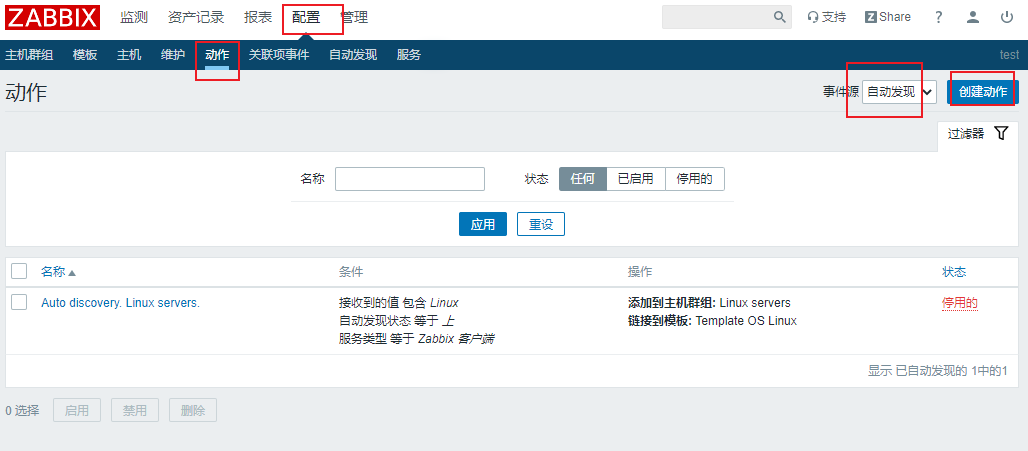 ZABBIX 监测 资产记录 报表 配置 管理 支持 Z Share ?
主机群组 模板 主机 维护 动作 关联项事件 自动发现 服务 test
动作 事件源 自动发现 创建动作
过滤器
名称 状态 任何 已启用 停用的
应用 重设
名称 条件 操作 状态
Auto discovery. Linux servers. 接收到的值 包含 Linux 添加到主机群组: Linux servers 停用的
自动发现状态 等于 上 链接到模板: Template OS Linux
服务类型 等于 Zabbix 客户端
显示 已自动发现的 1中的1
0 选择 启用 禁用 删除